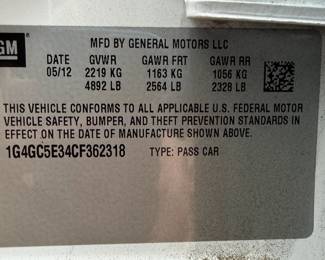 GM MFD BY GENERAL MOTORS LLC
DATE GVWR GAWR FRT GAWR RR
05/12 2219 KG 1163 KG 1056 KG
4892 LB 2564 LB 2328 LB
THIS VEHICLE CONFORMS TO ALL APPLICABLE U.S. FEDERAL MOTOR
VEHICLE SAFETY, BUMPER, AND THEFT PREVENTION STANDARDS IN
EFFECT ON THE DATE OF MANUFACTURE SHOWN ABOVE.
1G4GC5E34CF362318 TYPE: PASS CAR